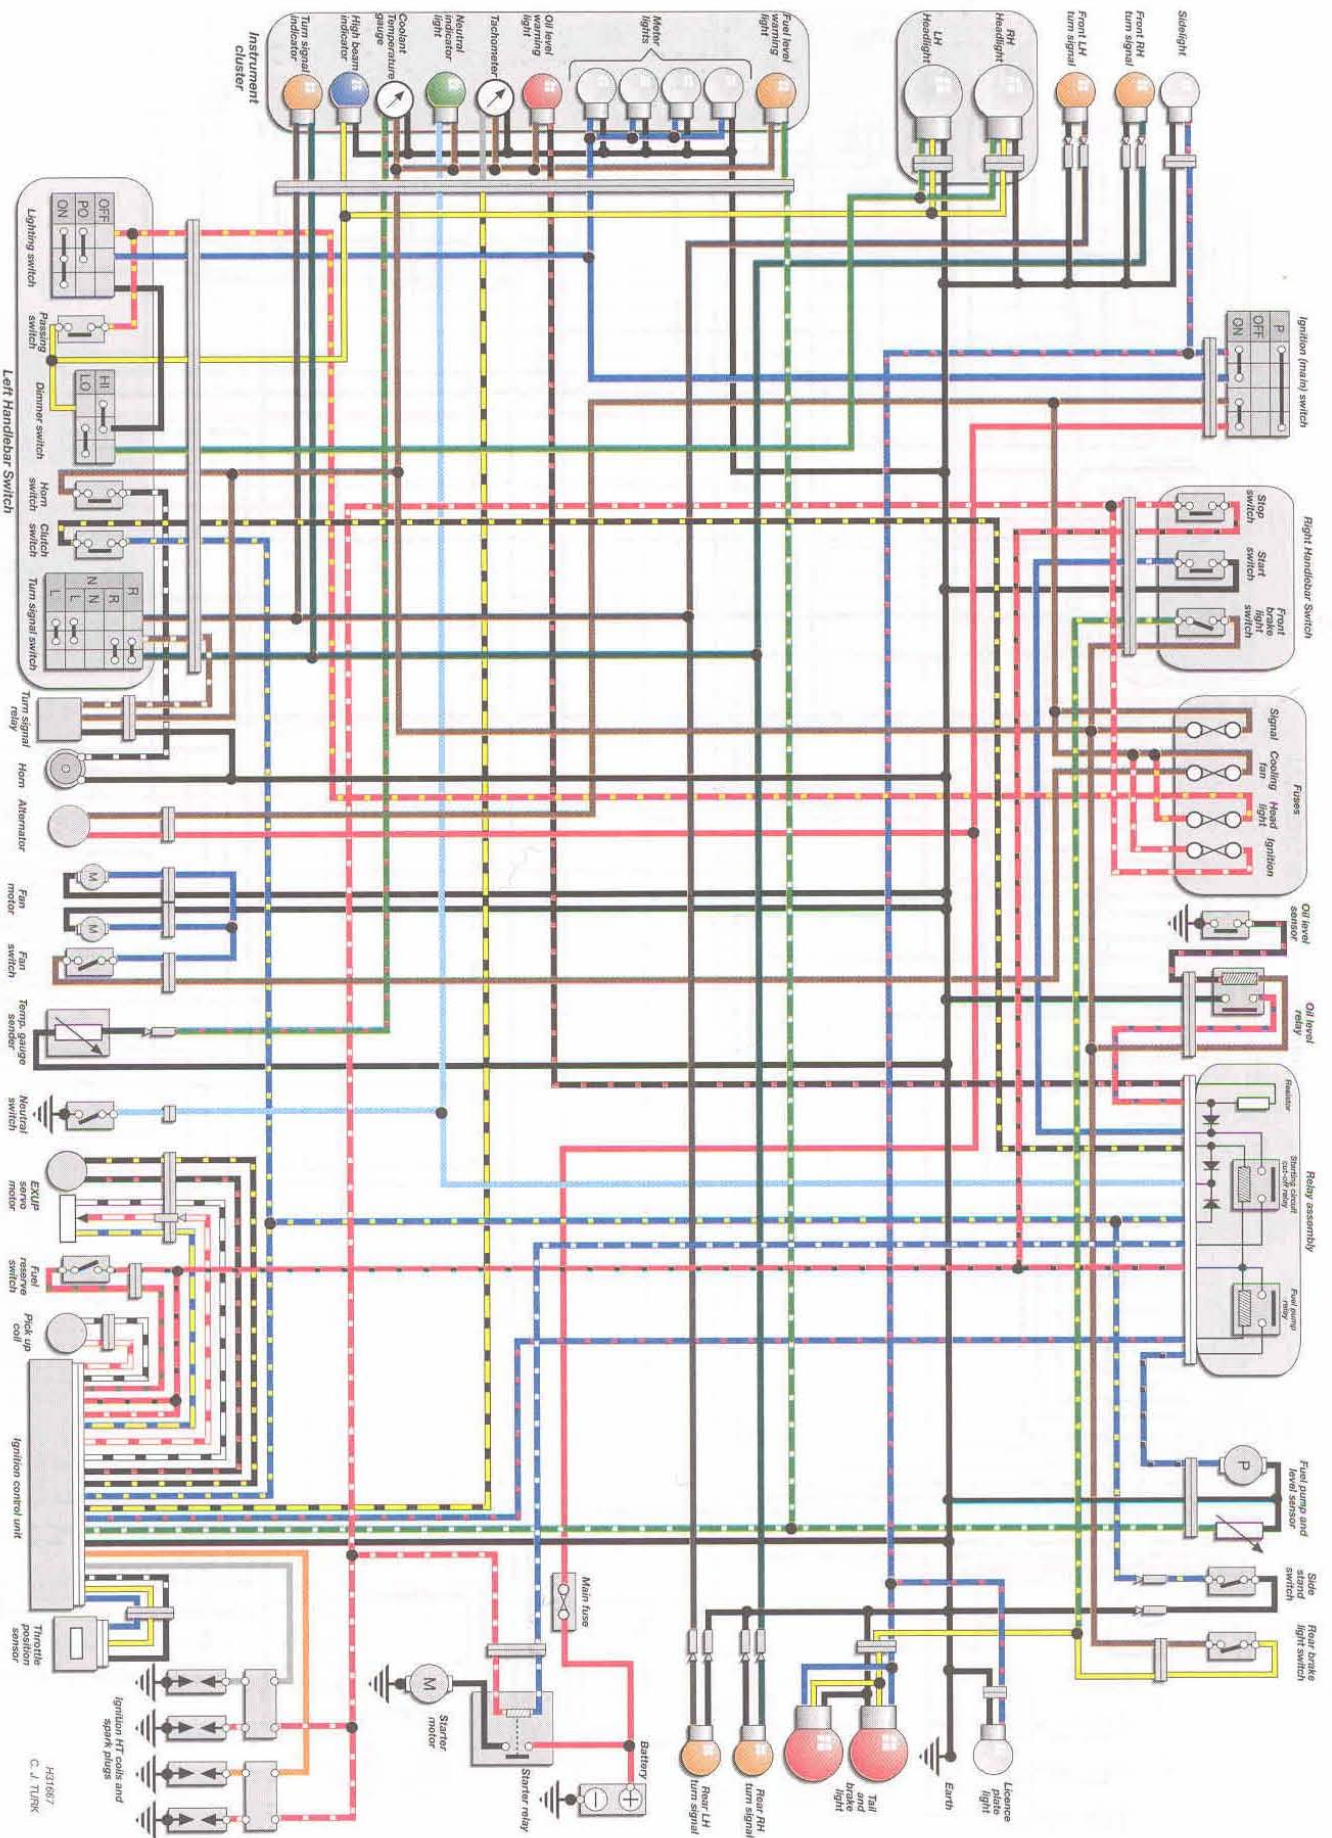 Turn signal
indicator
High beam
indicator
Coolant
Temperature
gauge
Neutral
indicator
light
Tachometer
Oil level
warning
light
Meter
lights
Fuel level
warning
light
Instrument
cluster
LH
Headlight
RH
Headlight
Front LH
turn signal
Front RH
turn signal
Sidelight
OFF
PO
ON
Lighting switch
Passing
switch
HI
LO
Dimmer switch
Horn
switch
Clutch
switch
R
R
N
N
L
L
Turn signal switch
Left Handlebar Switch
P
OFF
ON
Ignition (main) switch
Stop
switch
Start
switch
Front
brake
light
switch
Right Handlebar Switch
Signal
Cooling
fan
Head
light
Ignition
Fuses
Oil level
sensor
Oil level
relay
Resistor
Starting circuit
cut-off relay
Fuel pump
relay
Relay assembly
Turn signal
relay
Horn
Alternator
M
M
Fan
motor
Fan
switch
Temp. gauge
sender
Neutral
switch
EXUP
servo
motor
Fuel
reserve
switch
Pick up
coil
Ignition control unit
Throttle
position
sensor
P
Fuel pump and
level sensor
Side
stand
switch
Rear brake
light switch
Main fuse
Ignition HT coils and
spark plugs
M
Starter
motor
Starter relay
Battery
Rear LH
turn signal
Rear RH
turn signal
Tail
and
brake
light
Earth
Licence
plate
light
H31667
C. J. TURK